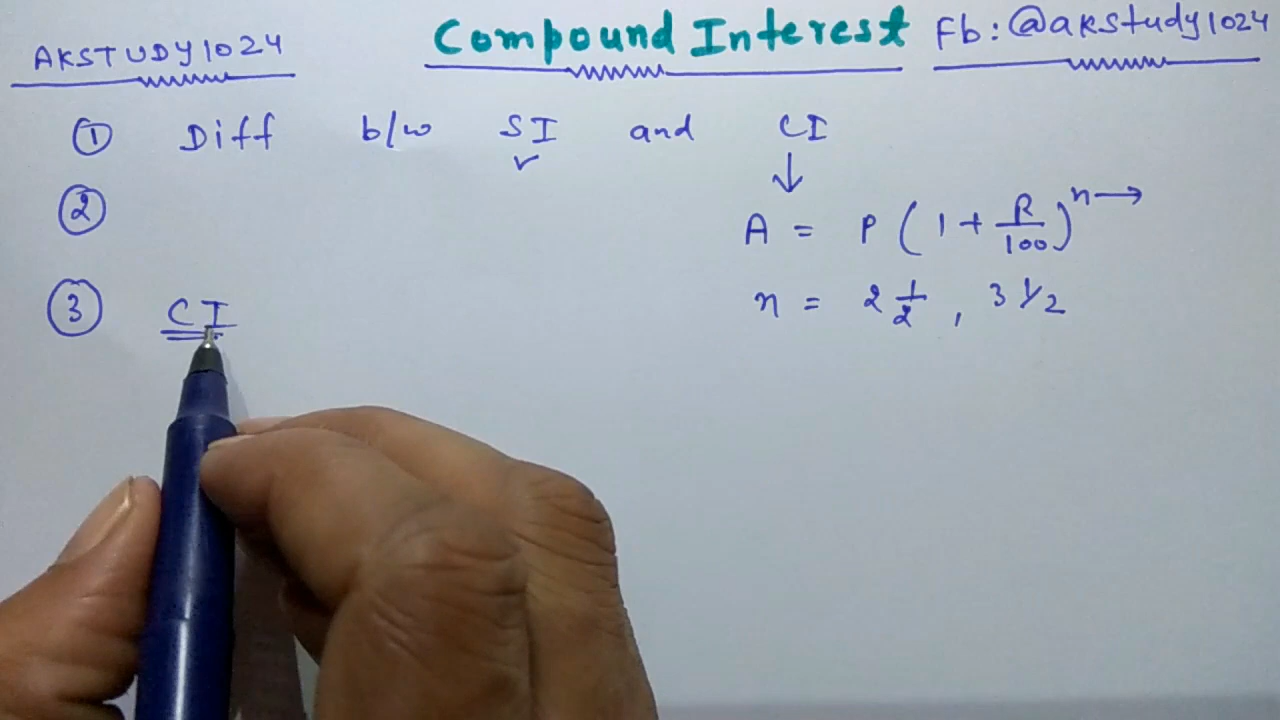 AKSTUDY1024
Compound Interest
Fb: @akstudy1024
① Diff b/w SI and CI
✓ ↓
②
A = P (1 + R/100)^n →
③ CI
n = 2 1/2 , 3 1/2